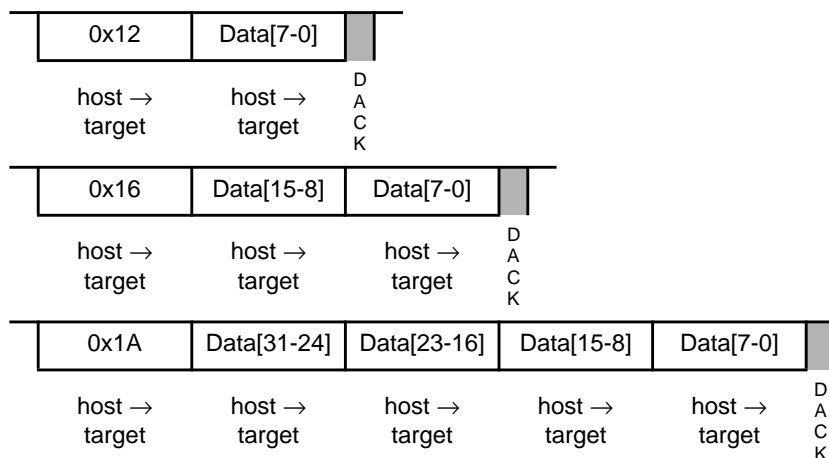 0x12 Data[7-0]
host → host →
target target
D
A
C
K
0x16 Data[15-8] Data[7-0]
host → host → host →
target target target
D
A
C
K
0x1A Data[31-24] Data[23-16] Data[15-8] Data[7-0]
host → host → host → host → host →
target target target target target
D
A
C
K